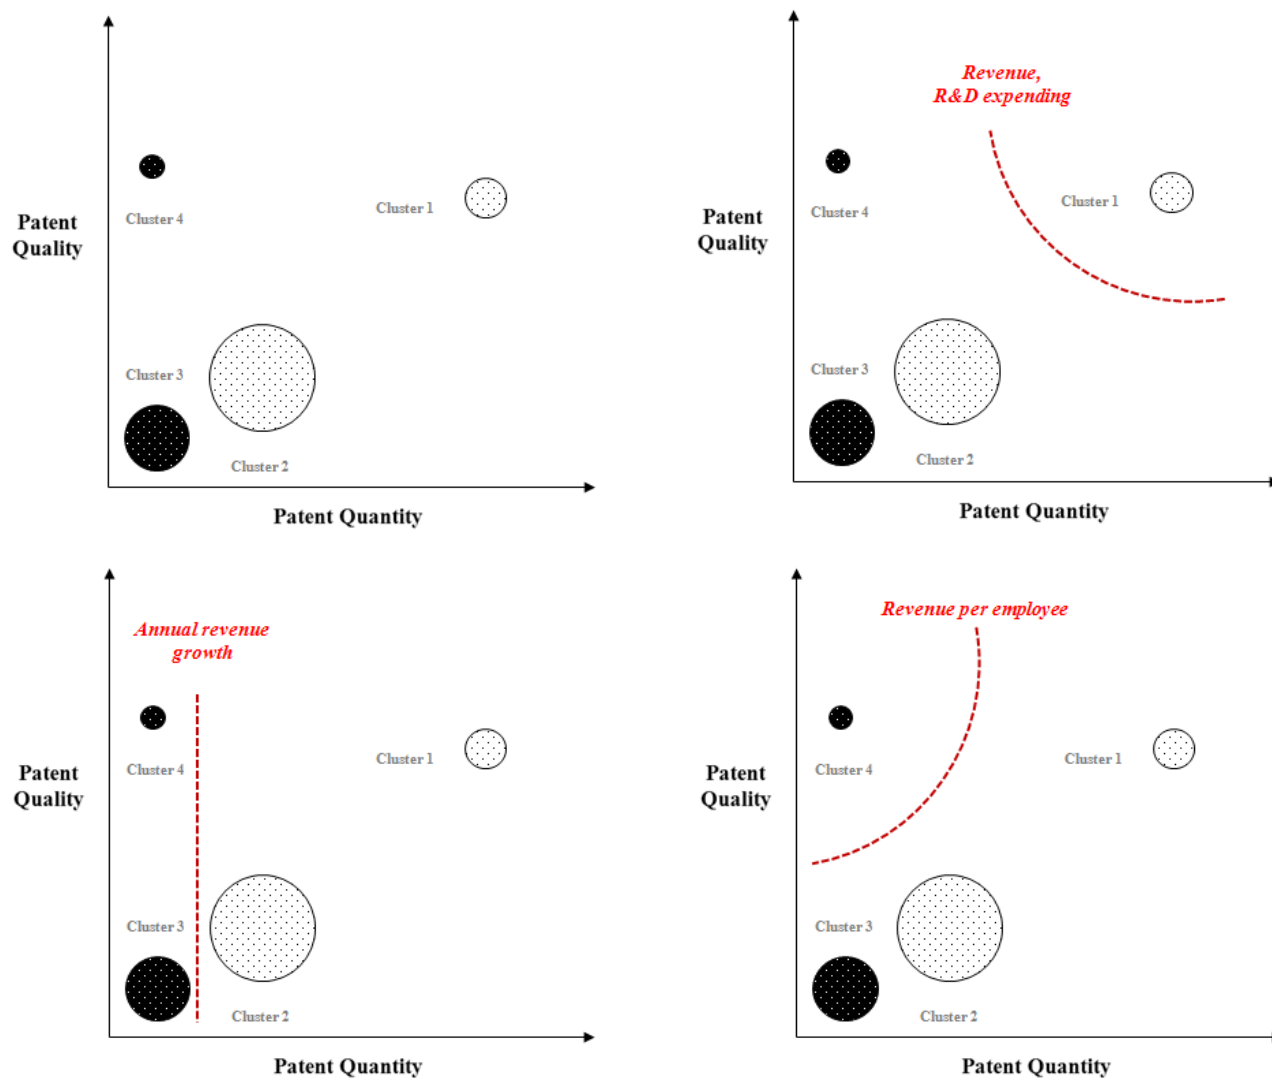 Patent
Quality
Cluster 4
Cluster 1
Cluster 3
Cluster 2
Patent Quantity
Revenue,
R&D expending
Patent
Quality
Cluster 4
Cluster 1
Cluster 3
Cluster 2
Patent Quantity
Annual revenue
growth
Patent
Quality
Cluster 4
Cluster 1
Cluster 3
Cluster 2
Patent Quantity
Revenue per employee
Patent
Quality
Cluster 4
Cluster 1
Cluster 3
Cluster 2
Patent Quantity